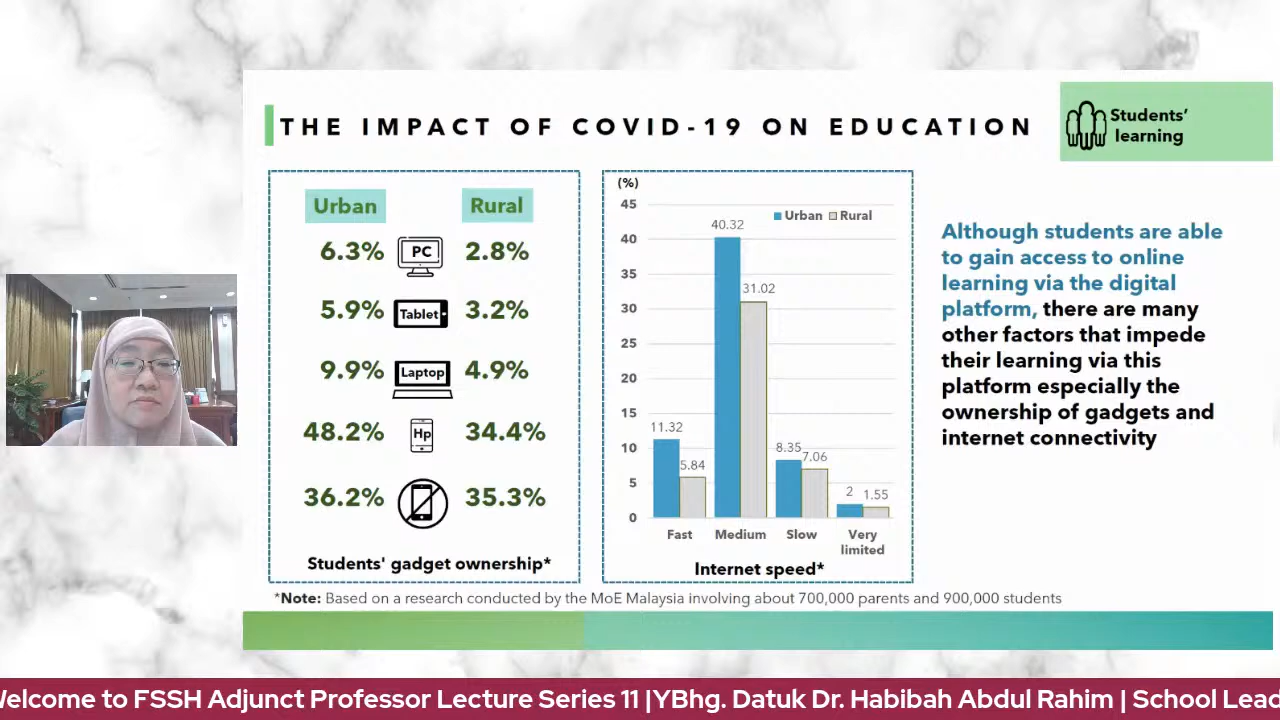 THE IMPACT OF COVID-19 ON EDUCATION
Students'
learning
Urban
Rural
6.3% PC 2.8%
5.9% Tablet 3.2%
9.9% Laptop 4.9%
48.2% Hp 34.4%
36.2% 35.3%
Students' gadget ownership*
(%)
45
40
35
30
25
20
15
10
5
0
Urban Rural
40.32
31.02
11.32
5.84
8.35
7.06
2
1.55
Fast
Medium
Slow
Very
limited
Internet speed*
Although students are able
to gain access to online
learning via the digital
platform, there are many
other factors that impede
their learning via this
platform especially the
ownership of gadgets and
internet connectivity
*Note: Based on a research conducted by the MoE Malaysia involving about 700,000 parents and 900,000 students
Welcome to FSSH Adjunct Professor Lecture Series 11 |YBhg. Datuk Dr. Habibah Abdul Rahim | School Lead